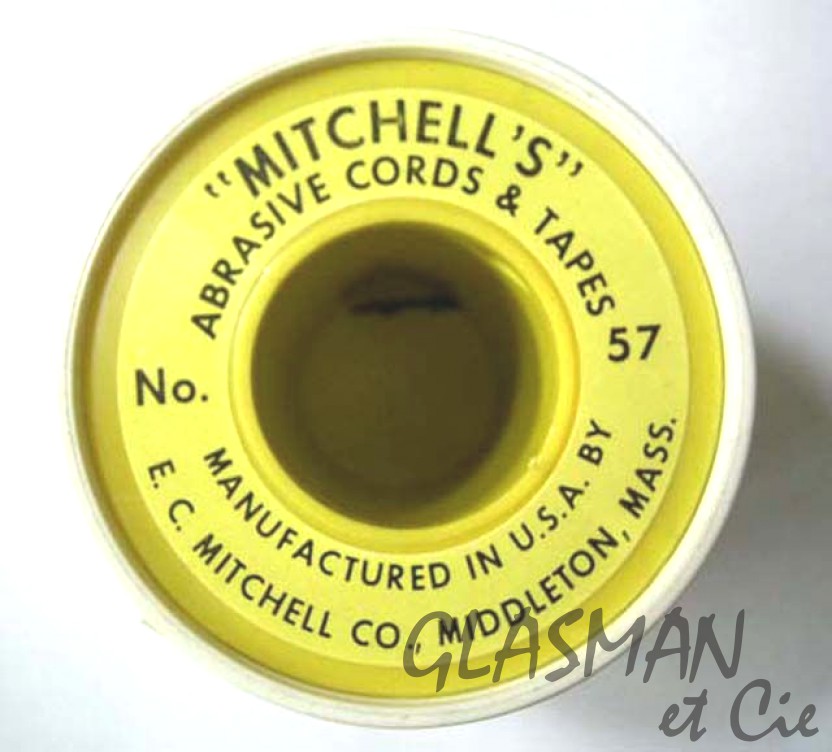 "MITCHELL'S"
ABRASIVE CORDS & TAPES
No. 57
MANUFACTURED IN U.S.A. BY
E. C. MITCHELL CO., MIDDLETON, MASS.
GLASMAN
et Cie